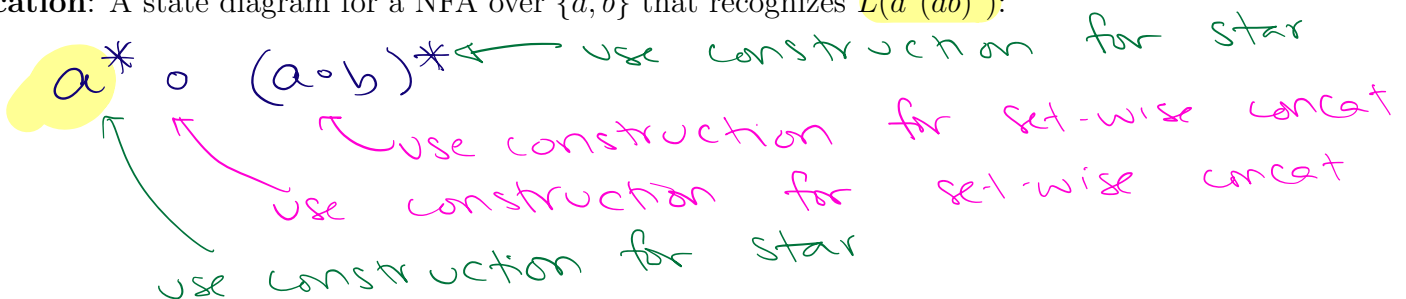 cation: A state diagram for a NFA over {a, b} that recognizes L(a*(ab)*):
a* ∘ (a∘b)* ← use construction for star
use construction for set-wise concat
use construction for set-wise concat
use construction for star